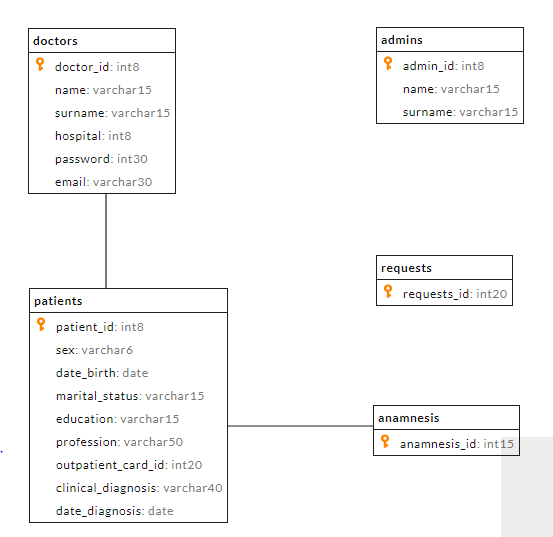 doctors
doctor_id: int8
name: varchar15
surname: varchar15
hospital: int8
password: int30
email: varchar30
admins
admin_id: int8
name: varchar15
surname: varchar15
requests
requests_id: int20
patients
patient_id: int8
sex: varchar6
date_birth: date
marital_status: varchar15
education: varchar15
profession: varchar50
outpatient_card_id: int20
clinical_diagnosis: varchar40
date_diagnosis: date
anamnesis
anamnesis_id: int15
.